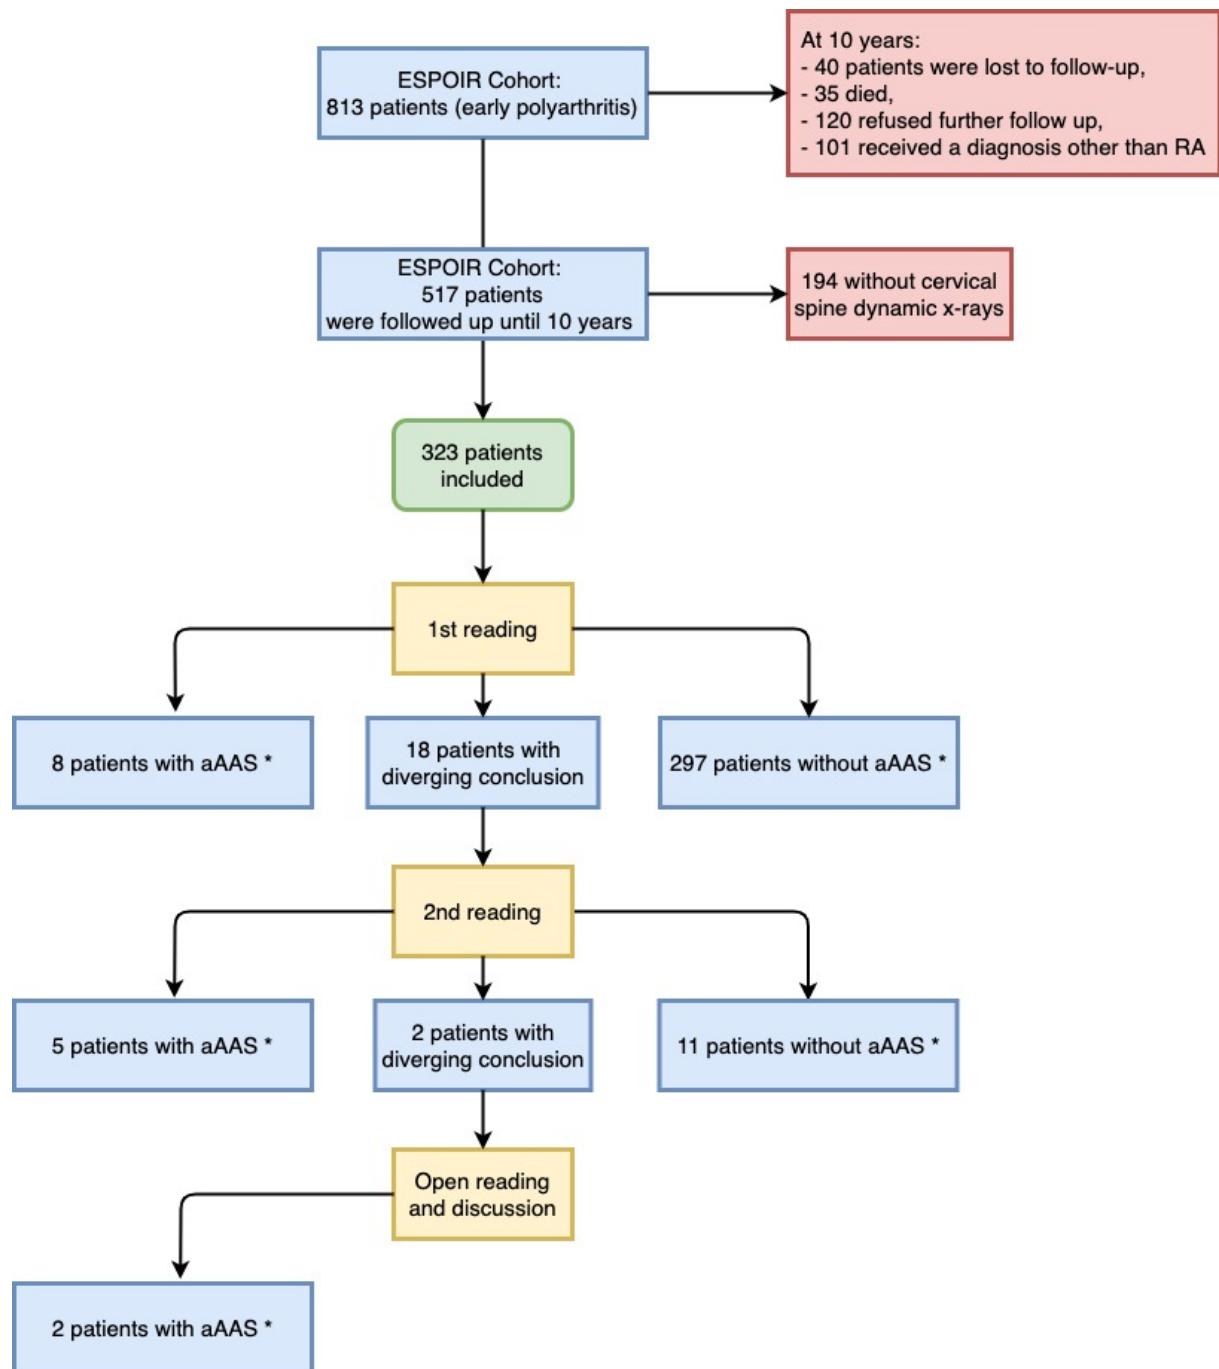 ESPOIR Cohort:
813 patients (early polyarthritis)
At 10 years:
- 40 patients were lost to follow-up,
- 35 died,
- 120 refused further follow up,
- 101 received a diagnosis other than RA
ESPOIR Cohort:
517 patients
were followed up until 10 years
194 without cervical
spine dynamic x-rays
323 patients
included
1st reading
8 patients with aAAS *
18 patients with
diverging conclusion
297 patients without aAAS *
2nd reading
5 patients with aAAS *
2 patients with
diverging conclusion
11 patients without aAAS *
Open reading
and discussion
2 patients with aAAS *